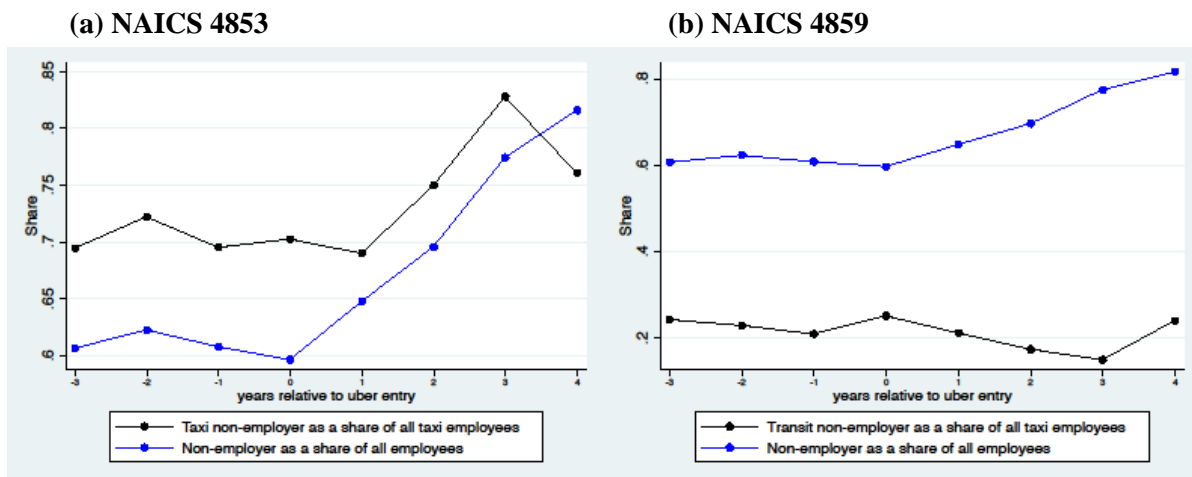 (a) NAICS 4853
(b) NAICS 4859
.85
.8
.75
.7
.65
.6
Share
-3
-2
-1
0
1
2
3
4
years relative to uber entry
Taxi non-employer as a share of all taxi employees
Non-employer as a share of all employees
.8
.6
.4
.2
Share
-3
-2
-1
0
1
2
3
4
years relative to uber entry
Transit non-employer as a share of all taxi employees
Non-employer as a share of all employees